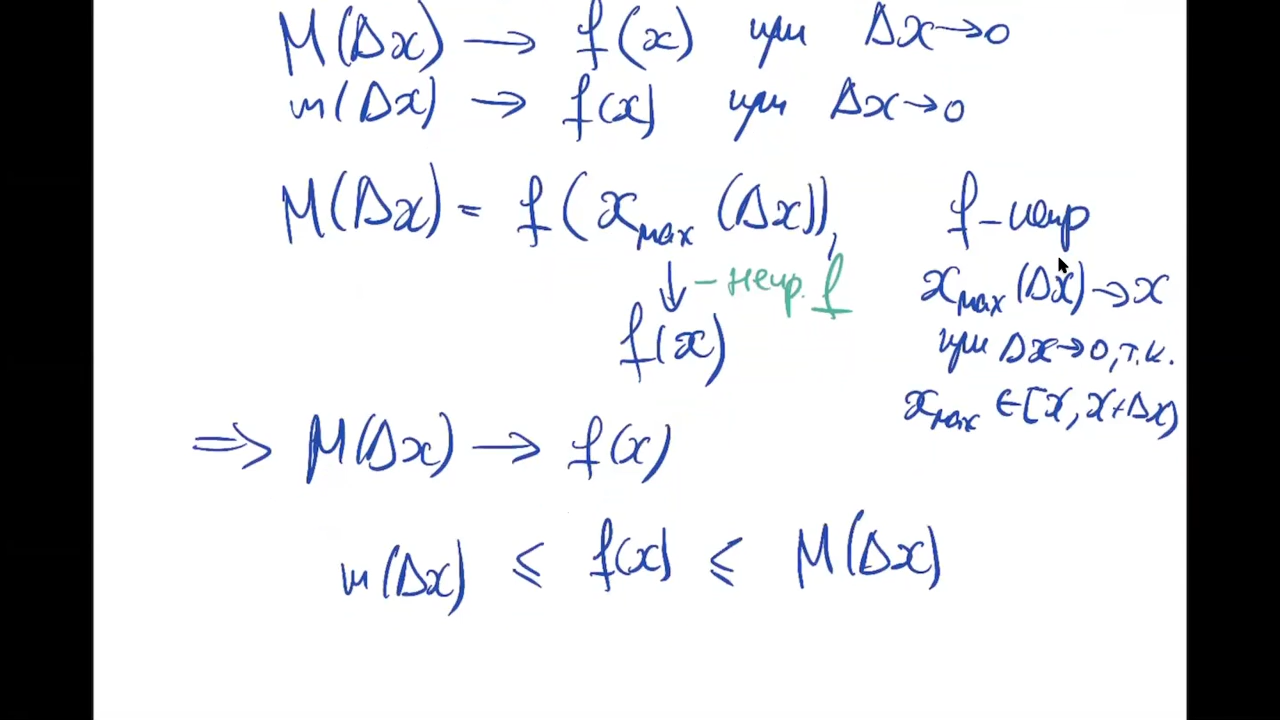 M(Δx) → f(x) при Δx→0
m(Δx) → f(x) при Δx→0
M(Δx) = f(x_max (Δx)), f – непр
↓ – непр. f x_max (Δx) → x
f(x) при Δx→0, т.к.
x_max ∈ [x, x+Δx)
⇒ M(Δx) → f(x)
m(Δx) ⩽ f(x) ⩽ M(Δx)